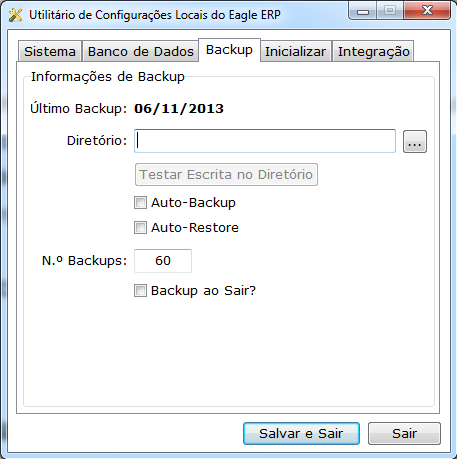 Utilitário de Configurações Locais do Eagle ERP
Sistema Banco de Dados Backup Inicializar Integração
Informações de Backup
Último Backup: 06/11/2013
Diretório: ...
Testar Escrita no Diretório
Auto-Backup
Auto-Restore
N.º Backups: 60
Backup ao Sair?
Salvar e Sair Sair